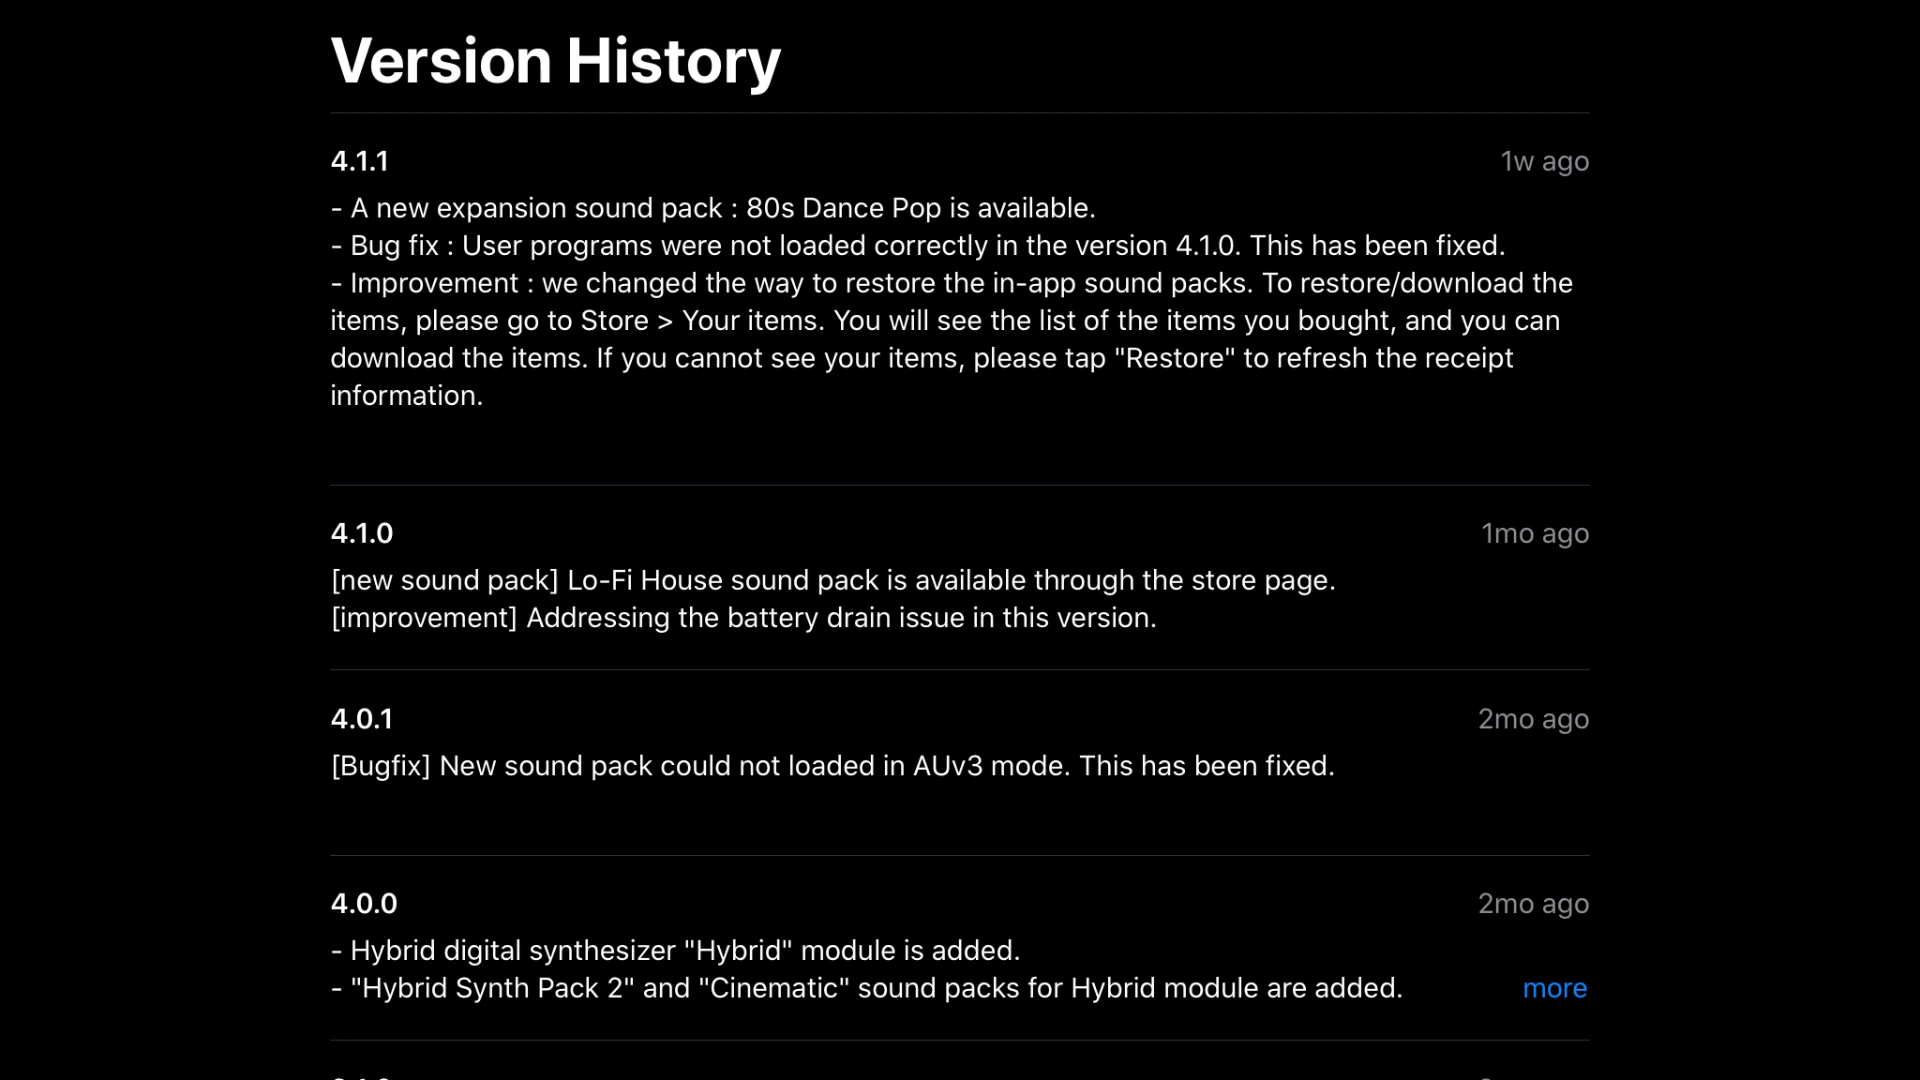 Version History
4.1.1
1w ago
- A new expansion sound pack : 80s Dance Pop is available.
- Bug fix : User programs were not loaded correctly in the version 4.1.0. This has been fixed.
- Improvement : we changed the way to restore the in-app sound packs. To restore/download the
items, please go to Store > Your items. You will see the list of the items you bought, and you can
download the items. If you cannot see your items, please tap "Restore" to refresh the receipt
information.
4.1.0
1mo ago
[new sound pack] Lo-Fi House sound pack is available through the store page.
[improvement] Addressing the battery drain issue in this version.
4.0.1
2mo ago
[Bugfix] New sound pack could not loaded in AUv3 mode. This has been fixed.
4.0.0
2mo ago
- Hybrid digital synthesizer "Hybrid" module is added.
- "Hybrid Synth Pack 2" and "Cinematic" sound packs for Hybrid module are added.
more